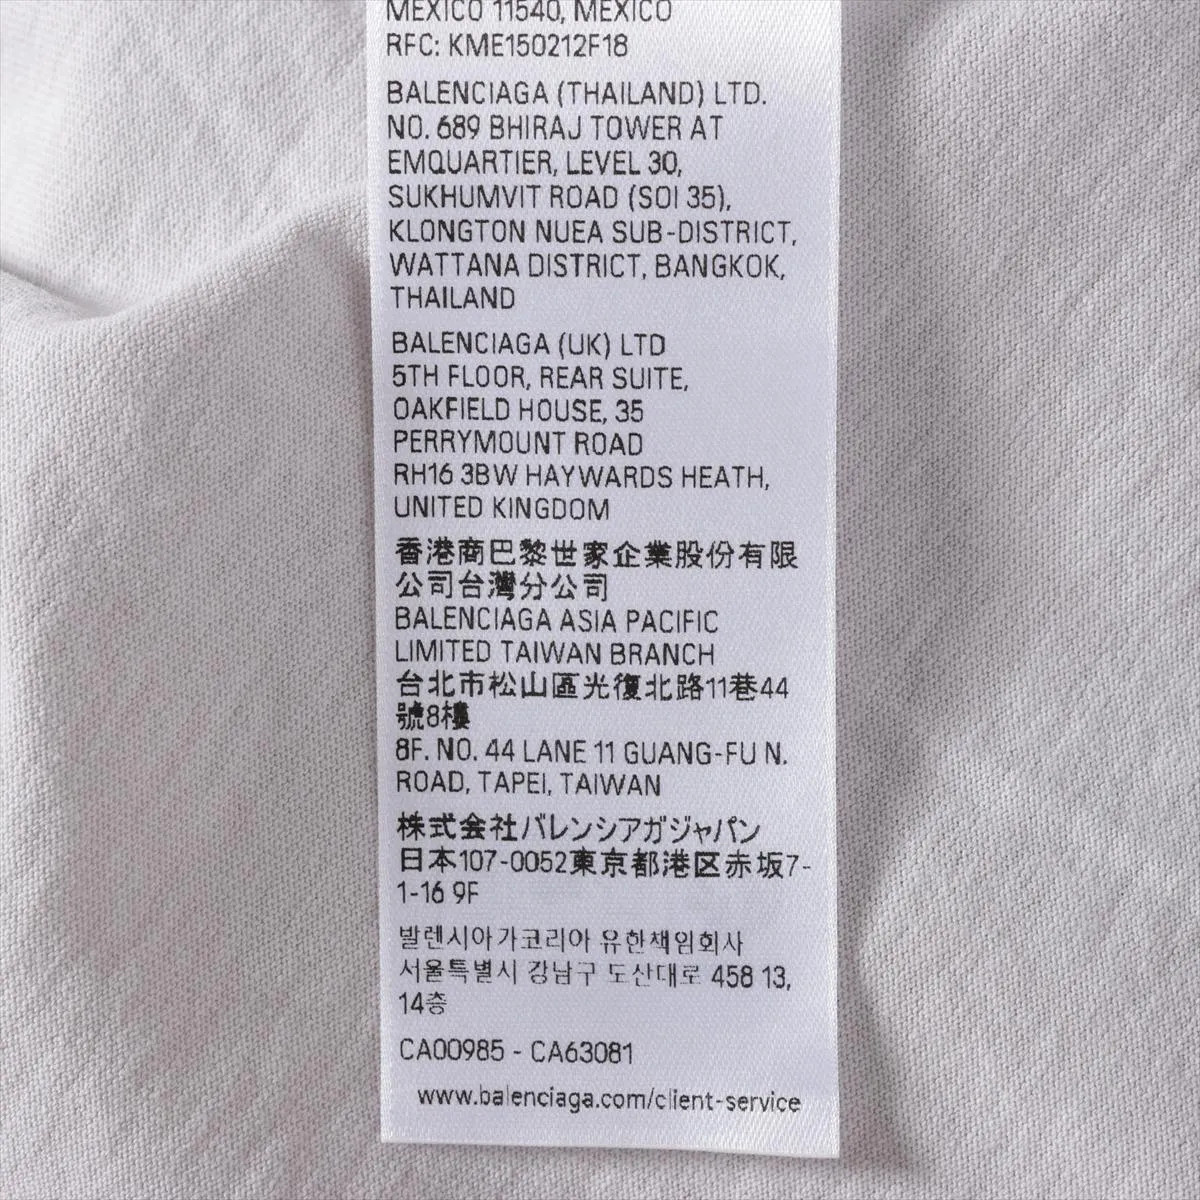 MEXICO 11540, MEXICO
RFC: KME150212F18
BALENCIAGA (THAILAND) LTD.
NO. 689 BHIRAJ TOWER AT
EMQUARTIER, LEVEL 30,
SUKHUMVIT ROAD (SOI 35),
KLONGTON NUEA SUB-DISTRICT,
WATTANA DISTRICT, BANGKOK,
THAILAND
BALENCIAGA (UK) LTD
5TH FLOOR, REAR SUITE,
OAKFIELD HOUSE, 35
PERRYMOUNT ROAD
RH16 3BW HAYWARDS HEATH,
UNITED KINGDOM
香港商巴黎世家企業股份有限
公司台灣分公司
BALENCIAGA ASIA PACIFIC
LIMITED TAIWAN BRANCH
台北市松山區光復北路11巷44
號8樓
8F. NO. 44 LANE 11 GUANG-FU N.
ROAD, TAPEI, TAIWAN
株式会社バレンシアガジャパン
日本107-0052東京都港区赤坂7-
1-16 9F
발렌시아가코리아 유한책임회사
서울특별시 강남구 도산대로 458 13,
14층
CA00985 - CA63081
www.balenciaga.com/client-service